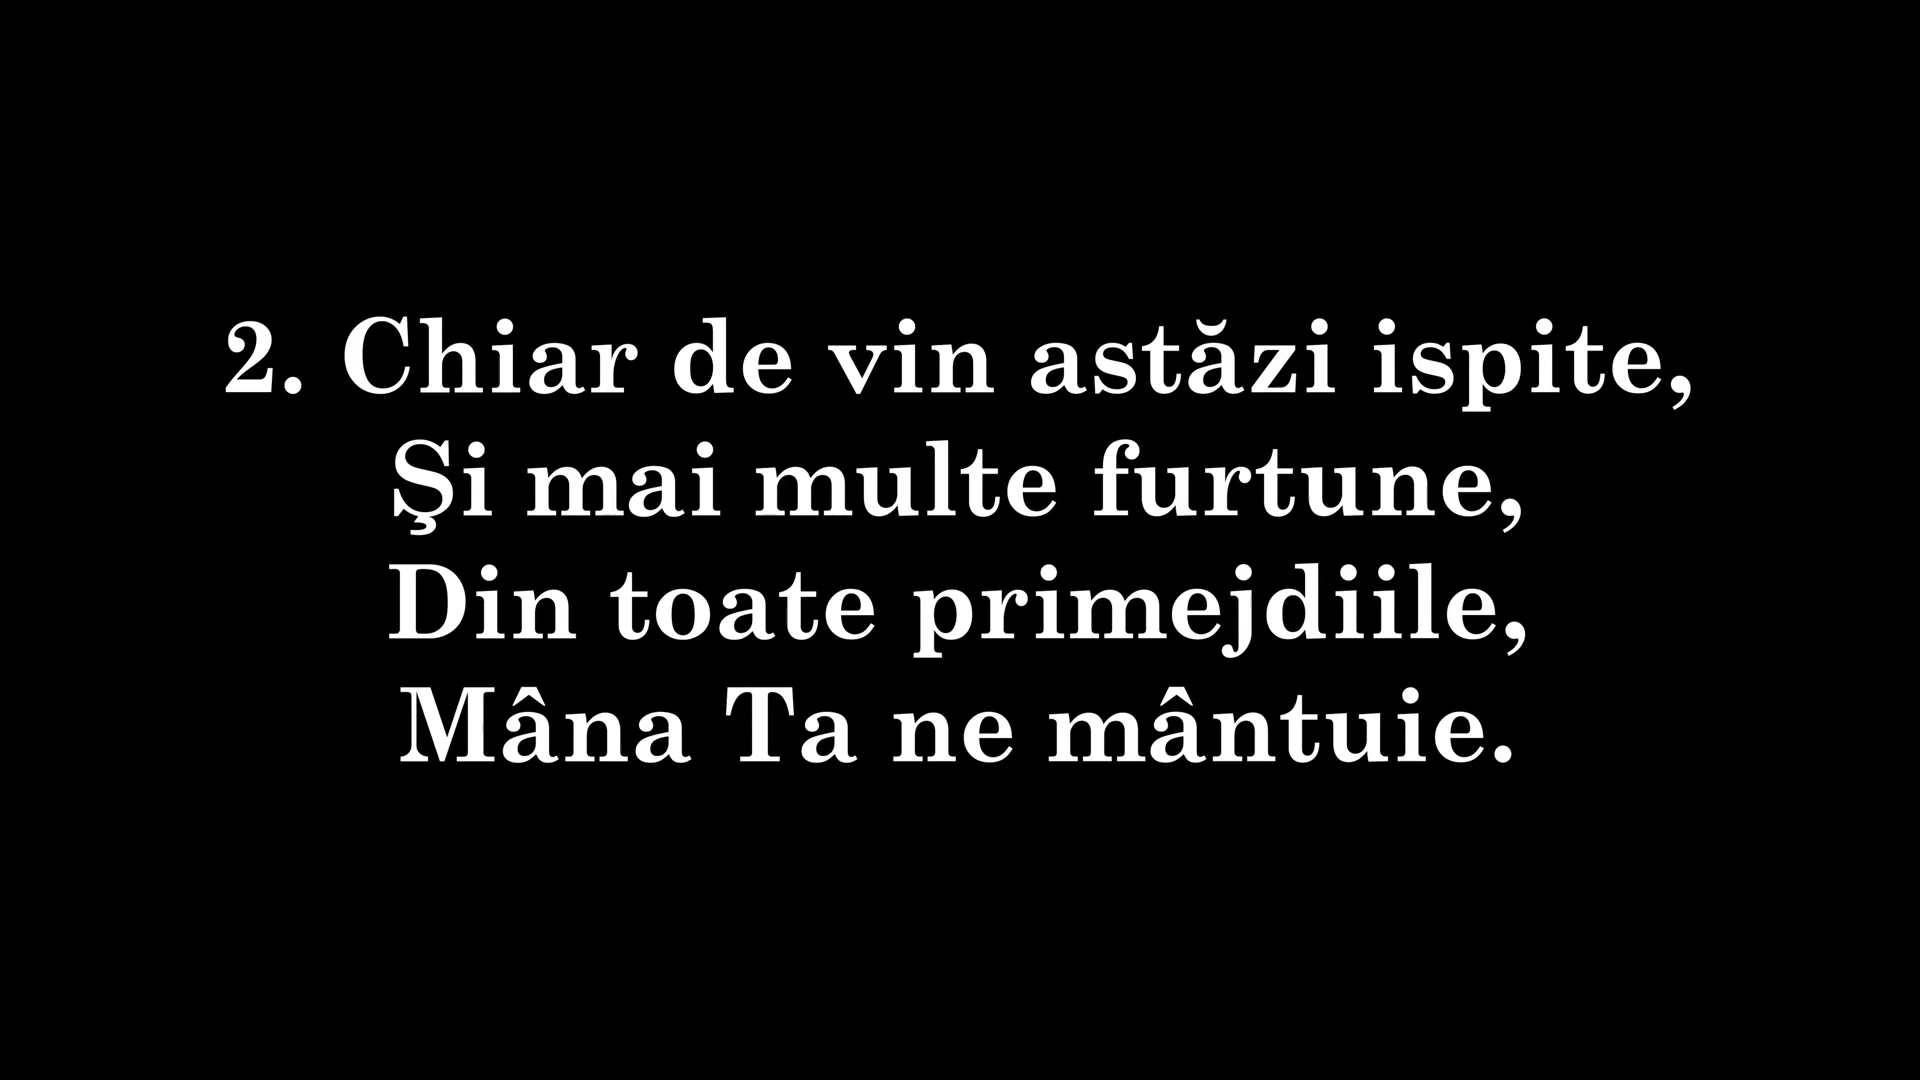 2. Chiar de vin astăzi ispite,
Şi mai multe furtune,
Din toate primejdiile,
Mâna Ta ne mântuie.